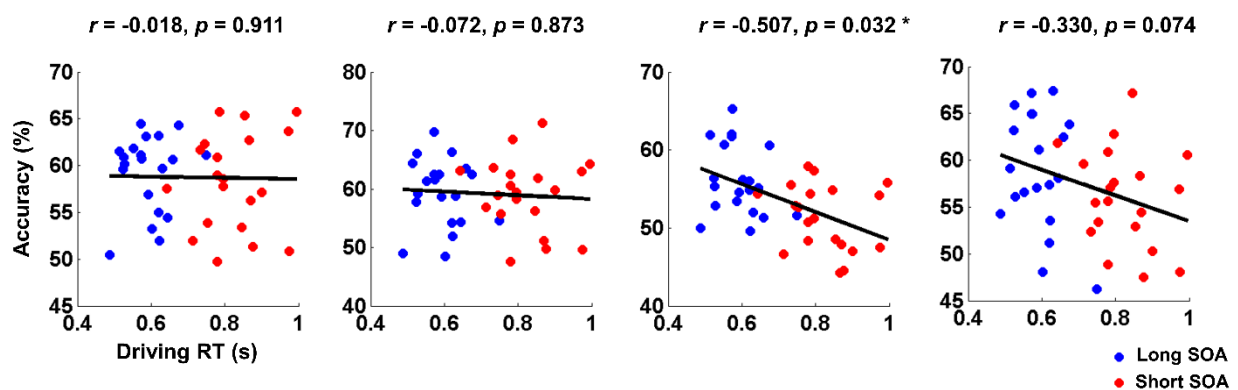 r = -0.018, p = 0.911
r = -0.072, p = 0.873
r = -0.507, p = 0.032 *
r = -0.330, p = 0.074
Accuracy (%)
70
65
60
55
50
45
0.4 0.6 0.8 1
Driving RT (s)
80
70
60
50
40
0.4 0.6 0.8 1
70
60
50
40
0.4 0.6 0.8 1
70
65
60
55
50
45
0.4 0.6 0.8 1
Long SOA
Short SOA